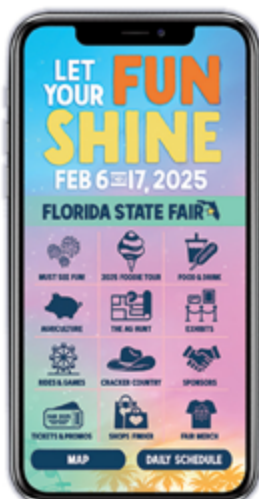 LET
YOUR FUN
SHINE
FEB 6–17, 2025
FLORIDA STATE FAIR
MUST SEE FUN! 2025 FOODIE TOUR FOOD & DRINK
AGRICULTURE THE AG HUNT EXHIBITS
RIDES & GAMES CRACKER COUNTRY SPONSORS
TICKETS & PROMOS SHOPS FINDER FAIR MERCH
MAP DAILY SCHEDULE